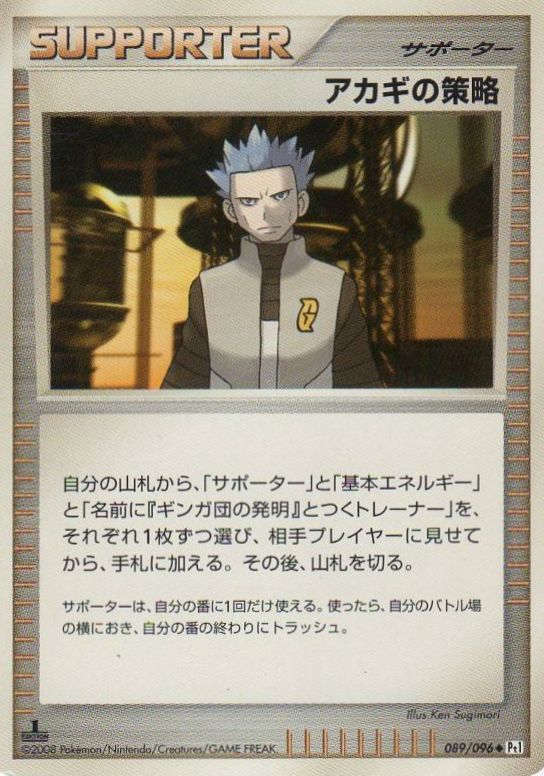 SUPPORTER サポーター
アカギの策略
自分の山札から、「サポーター」と「基本エネルギー」
と「名前に『ギンガ団の発明』とつくトレーナー」を、
それぞれ1枚ずつ選び、相手プレイヤーに見せて
から、手札に加える。その後、山札を切る。
サポーターは、自分の番に1回だけ使える。使ったら、自分のバトル場
の横におき、自分の番の終わりにトラッシュ。
Illus. Ken Sugimori
1
EDITION
©2008 Pokémon/Nintendo/Creatures/GAME FREAK. 089/096 ◆ Pt1